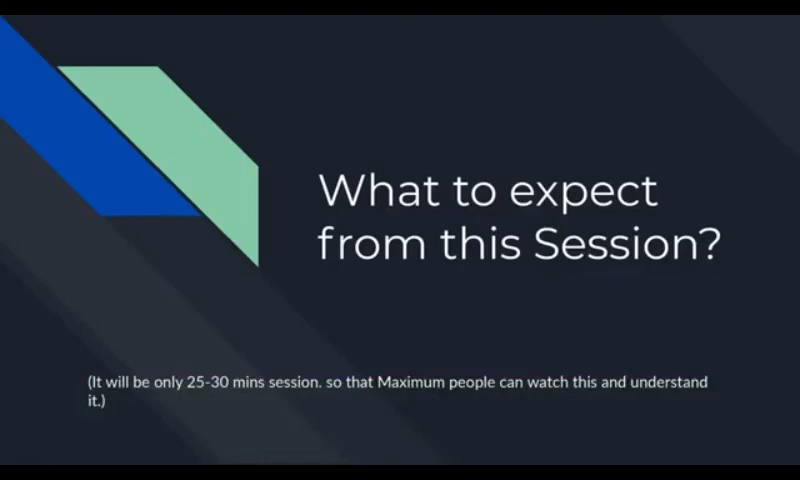 What to expect
from this Session?
(It will be only 25-30 mins session. so that Maximum people can watch this and understand
it.)